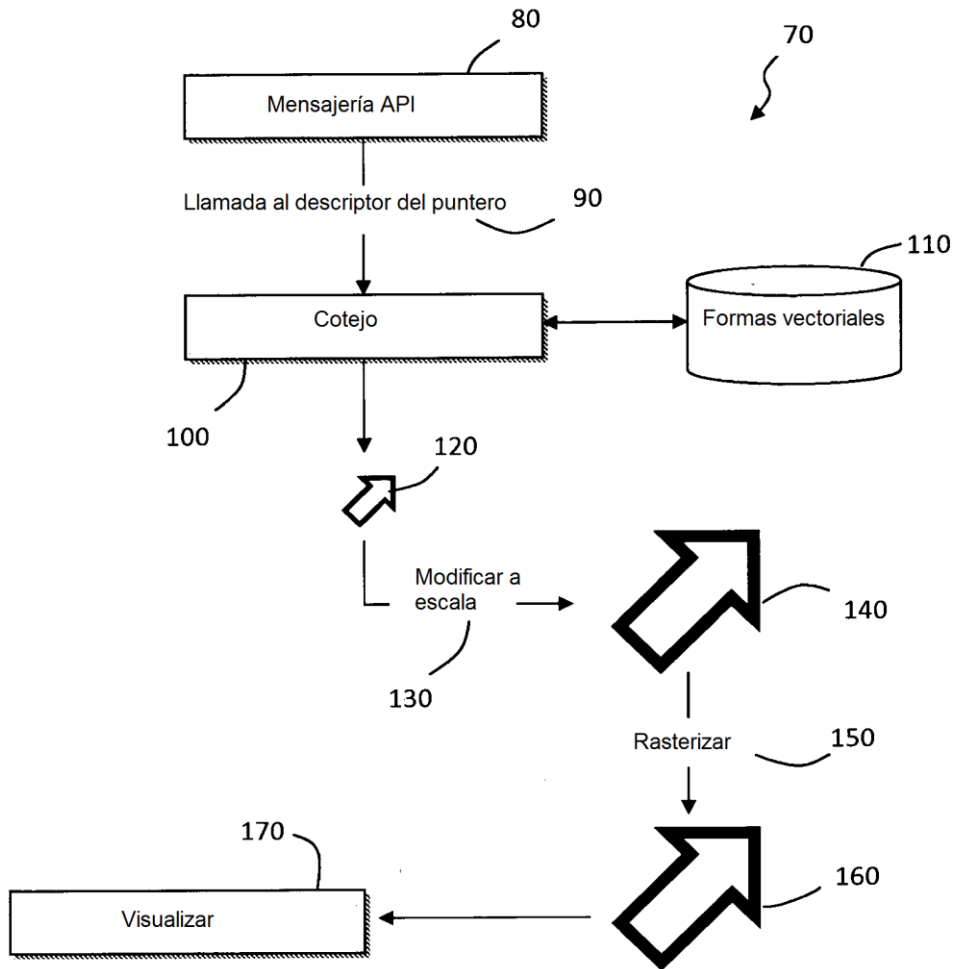 80
70
Mensajería API
Llamada al descriptor del puntero
90
110
Cotejo
Formas vectoriales
100
120
Modificar a
escala
140
130
Rasterizar
150
170
160
Visualizar